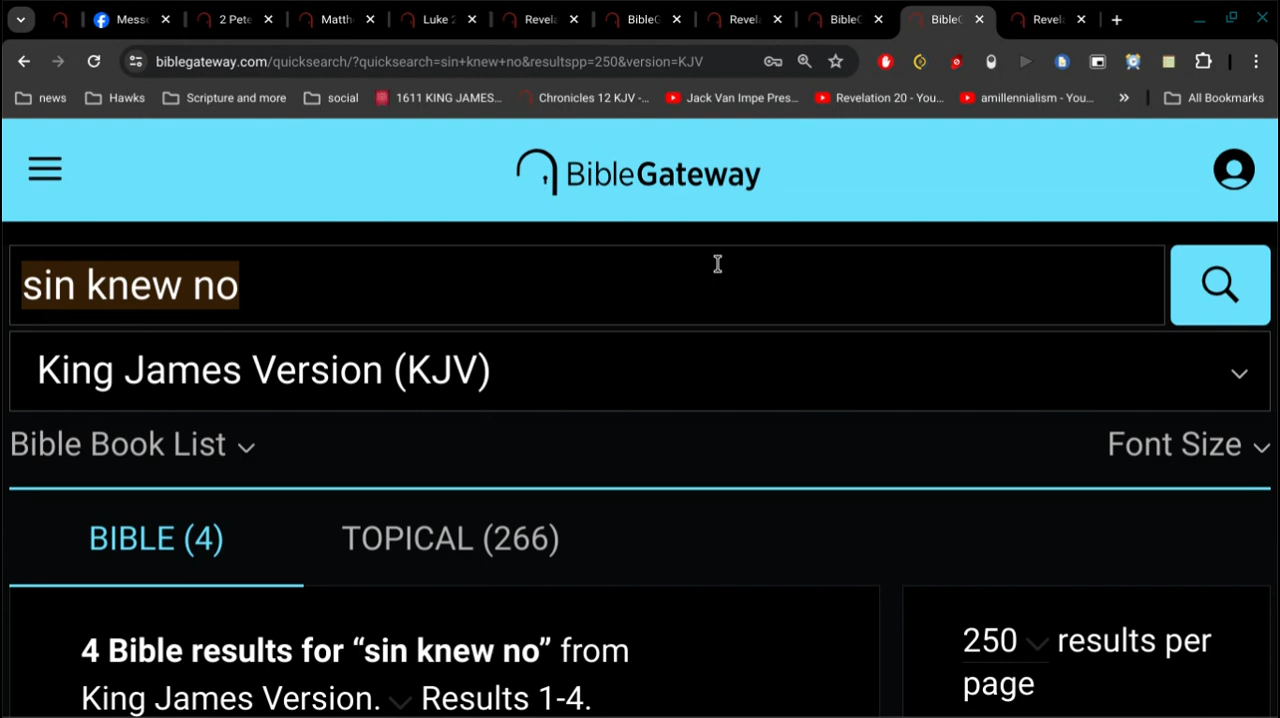 Mess
2 Pete
Matth
Luke 2
Revela
BibleG
Revel
BibleG
BibleG
Revel
biblegateway.com/quicksearch/?quicksearch=sin+knew+no&resultspp=250&version=KJV
news
Hawks
Scripture and more
social
1611 KING JAMES...
Chronicles 12 KJV -...
Jack Van Impe Pres...
Revelation 20 - You...
amillennialism - You...
All Bookmarks
BibleGateway
sin knew no
King James Version (KJV)
Bible Book List
Font Size
BIBLE (4)
TOPICAL (266)
4 Bible results for “sin knew no” from
King James Version. Results 1-4.
250 results per
page